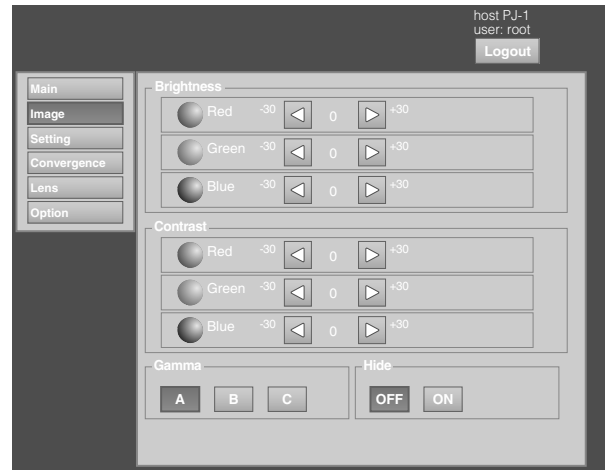 host PJ-1
user: root
Logout
Main
Image
Setting
Convergence
Lens
Option
Brightness
Red -30 0 +30
Green -30 0 +30
Blue -30 0 +30
Contrast
Red -30 0 +30
Green -30 0 +30
Blue -30 0 +30
Gamma
A B C
Hide
OFF ON